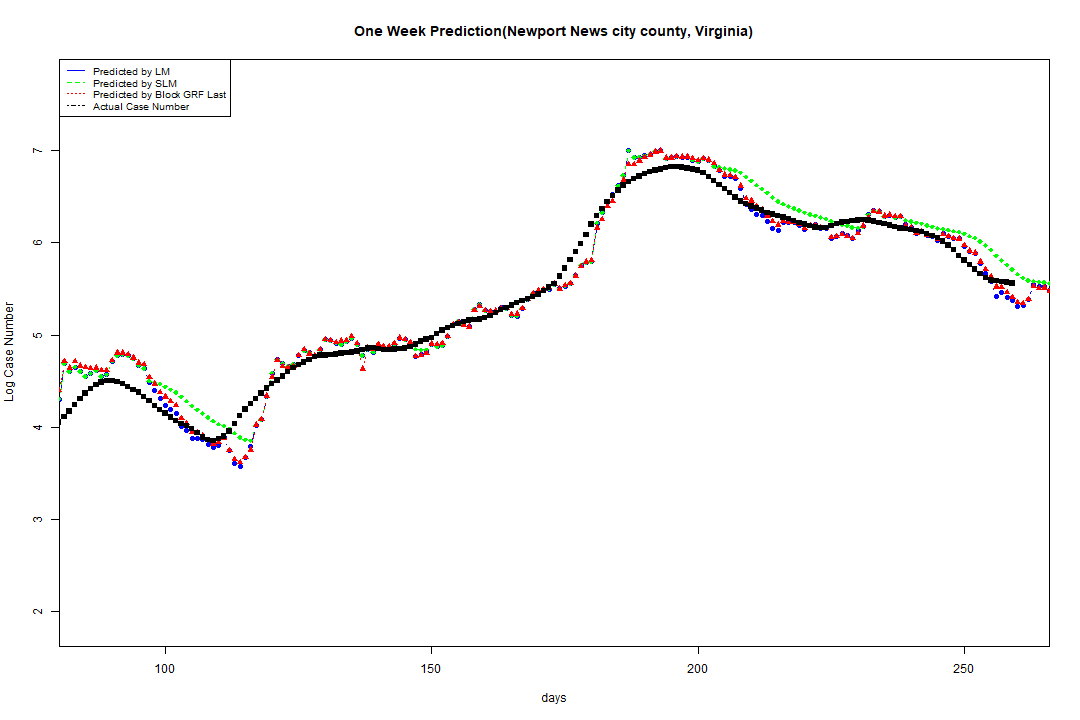 One Week Prediction(Newport News city county, Virginia)
Predicted by LM
Predicted by SLM
Predicted by Block GRF Last
Actual Case Number
Log Case Number
7
6
5
4
3
2
100 150 200 250
days